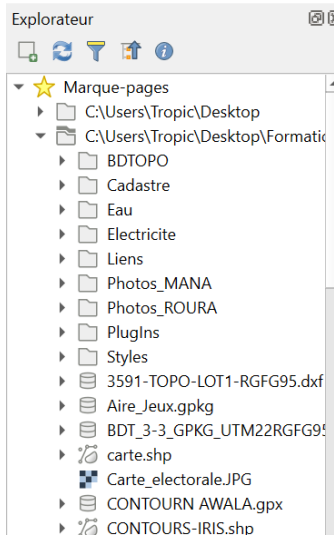 Explorateur
Marque-pages
C:\Users\Tropic\Desktop
C:\Users\Tropic\Desktop\Formatic
BDTOPO
Cadastre
Eau
Electricite
Liens
Photos_MANA
Photos_ROURA
PlugIns
Styles
3591-TOPO-LOT1-RGFG95.dxf
Aire_Jeux.gpkg
BDT_3-3_GPKG_UTM22RGFG95
carte.shp
Carte_electorale.JPG
CONTOURN AWALA.gpx
CONTOURS-IRIS.shp